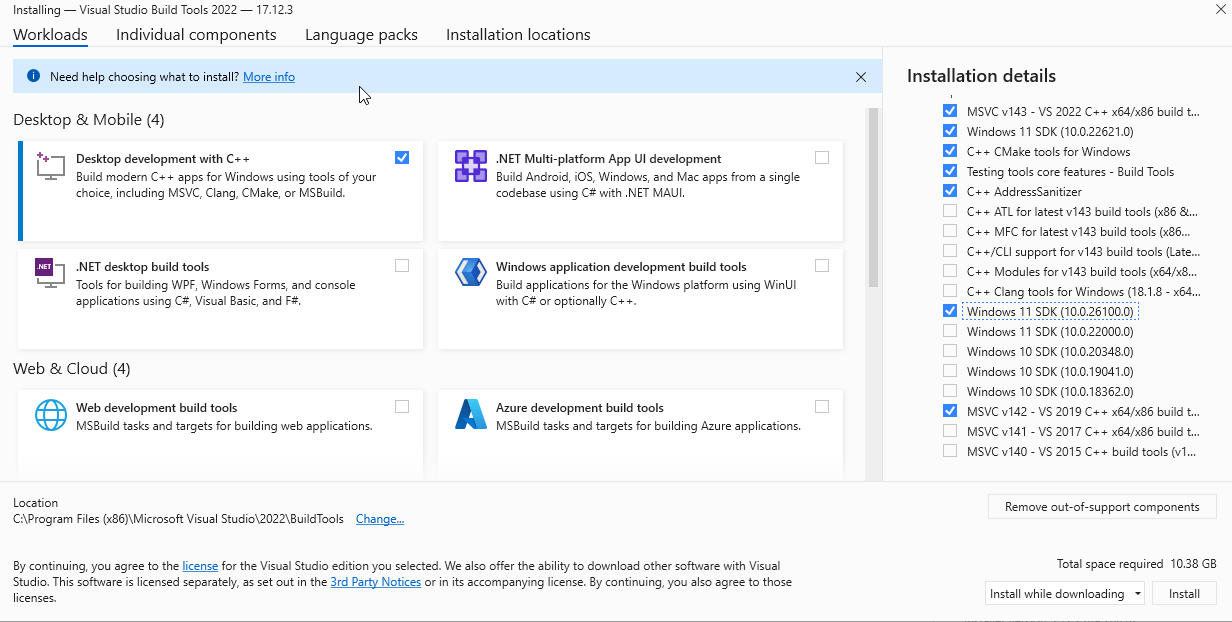 Installing — Visual Studio Build Tools 2022 — 17.12.3
Workloads
Individual components
Language packs
Installation locations
Need help choosing what to install? More info
Desktop & Mobile (4)
Desktop development with C++
Build modern C++ apps for Windows using tools of your
choice, including MSVC, Clang, CMake, or MSBuild.
.NET Multi-platform App UI development
Build Android, iOS, Windows, and Mac apps from a single
codebase using C# with .NET MAUI.
.NET
.NET desktop build tools
Tools for building WPF, Windows Forms, and console
applications using C#, Visual Basic, and F#.
Windows application development build tools
Build applications for the Windows platform using WinUI
with C# or optionally C++.
Web & Cloud (4)
Web development build tools
MSBuild tasks and targets for building web applications.
Azure development build tools
MSBuild tasks and targets for building Azure applications.
Installation details
MSVC v143 - VS 2022 C++ x64/x86 build t...
Windows 11 SDK (10.0.22621.0)
C++ CMake tools for Windows
Testing tools core features - Build Tools
C++ AddressSanitizer
C++ ATL for latest v143 build tools (x86 &...
C++ MFC for latest v143 build tools (x86...
C++/CLI support for v143 build tools (Late...
C++ Modules for v143 build tools (x64/x8...
C++ Clang tools for Windows (18.1.8 - x64...
Windows 11 SDK (10.0.26100.0)
Windows 11 SDK (10.0.22000.0)
Windows 10 SDK (10.0.20348.0)
Windows 10 SDK (10.0.19041.0)
Windows 10 SDK (10.0.18362.0)
MSVC v142 - VS 2019 C++ x64/x86 build t...
MSVC v141 - VS 2017 C++ x64/x86 build t...
MSVC v140 - VS 2015 C++ build tools (v1...
Location
C:\Program Files (x86)\Microsoft Visual Studio\2022\BuildTools Change...
Remove out-of-support components
By continuing, you agree to the license for the Visual Studio edition you selected. We also offer the ability to download other software with Visual
Studio. This software is licensed separately, as set out in the 3rd Party Notices or in its accompanying license. By continuing, you also agree to those
licenses.
Total space required 10.38 GB
Install while downloading
Install